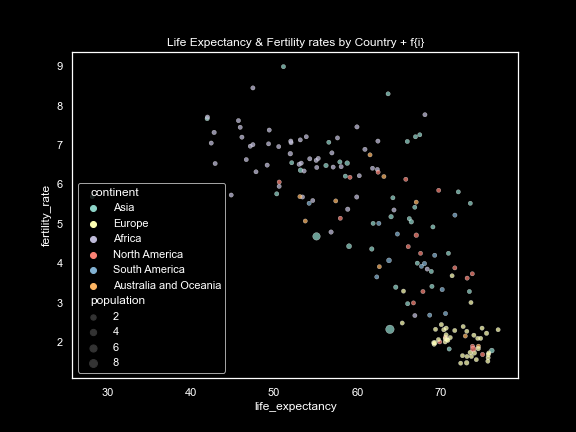 Life Expectancy & Fertility rates by Country + f{i}
9
8
7
6
5
4
3
2
fertility_rate
continent
Asia
Europe
Africa
North America
South America
Australia and Oceania
population
2
4
6
8
30
40
50
60
70
life_expectancy